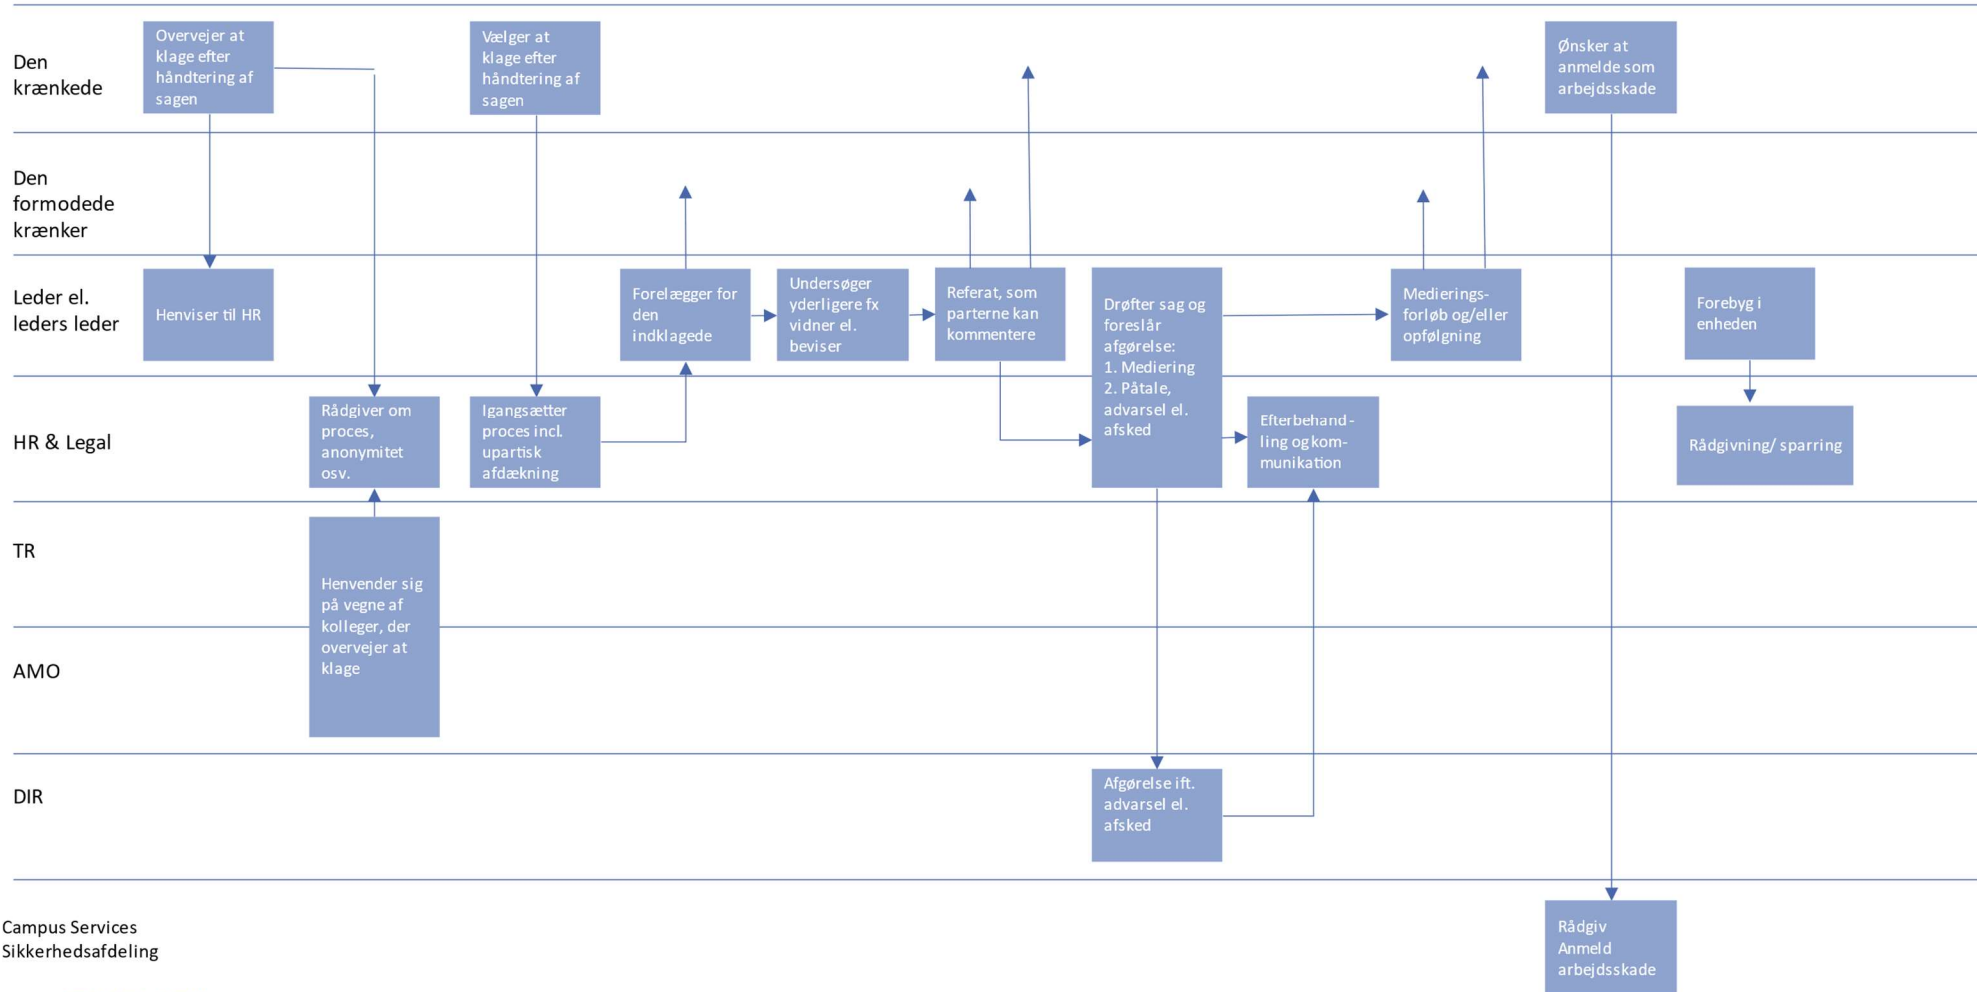 Den
krænkede
Overvejer at
klage efter
håndtering af
sagen
Vælger at
klage efter
håndtering af
sagen
Ønsker at
anmelde som
arbejdsskade
Den
formodede
krænker
Leder el.
leders leder
Henviser til HR
Forelægger for
den
indklagede
Undersøger
yderligere fx
vidner el.
beviser
Referat, som
parterne kan
kommentere
Drøfter sag og
foreslår
afgørelse:
1. Mediering
2. Påtale,
advarsel el.
afsked
Medierings-
forløb og/eller
opfølgning
Forebyg i
enheden
HR & Legal
Rådgiver om
proces,
anonymitet
osv.
Igangsætter
proces incl.
upartisk
afdækning
Efterbehand-
ling og kom-
munikation
Rådgivning/ sparring
TR
Henvender sig
på vegne af
kolleger, der
overvejer at
klage
AMO
DIR
Afgørelse ift.
advarsel el.
afsked
Campus Services
Sikkerhedsafdeling
Rådgiv
Anmeld
arbejdsskade